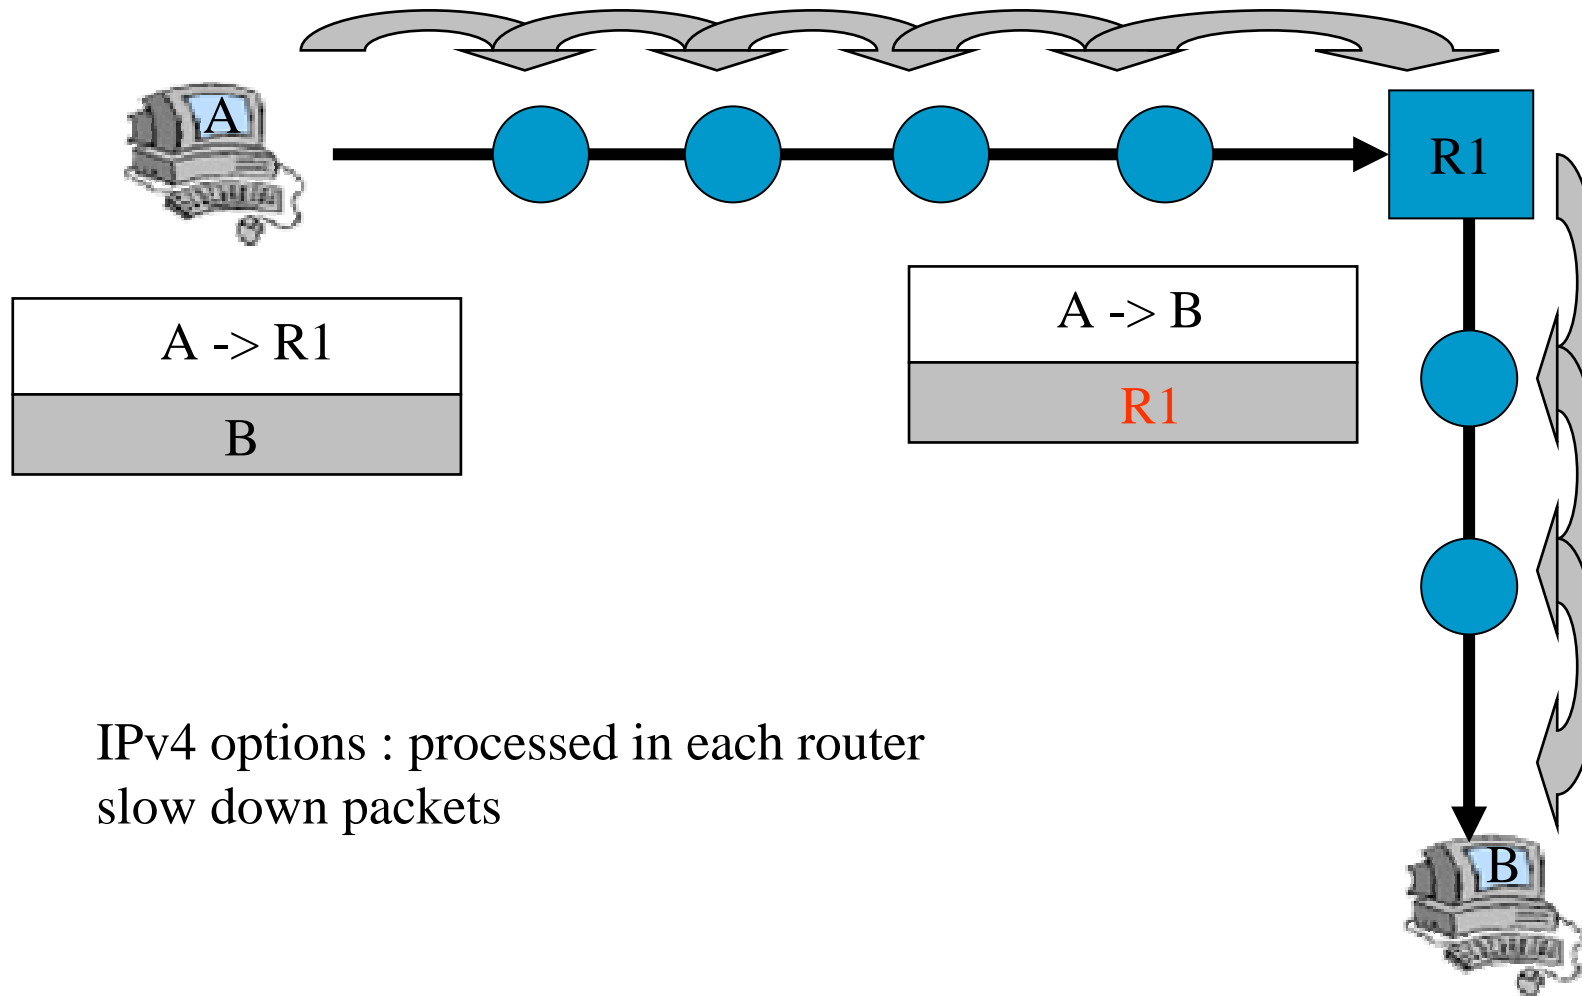 A
R1
A -> R1
B
A -> B
R1
IPv4 options : processed in each router
slow down packets
B